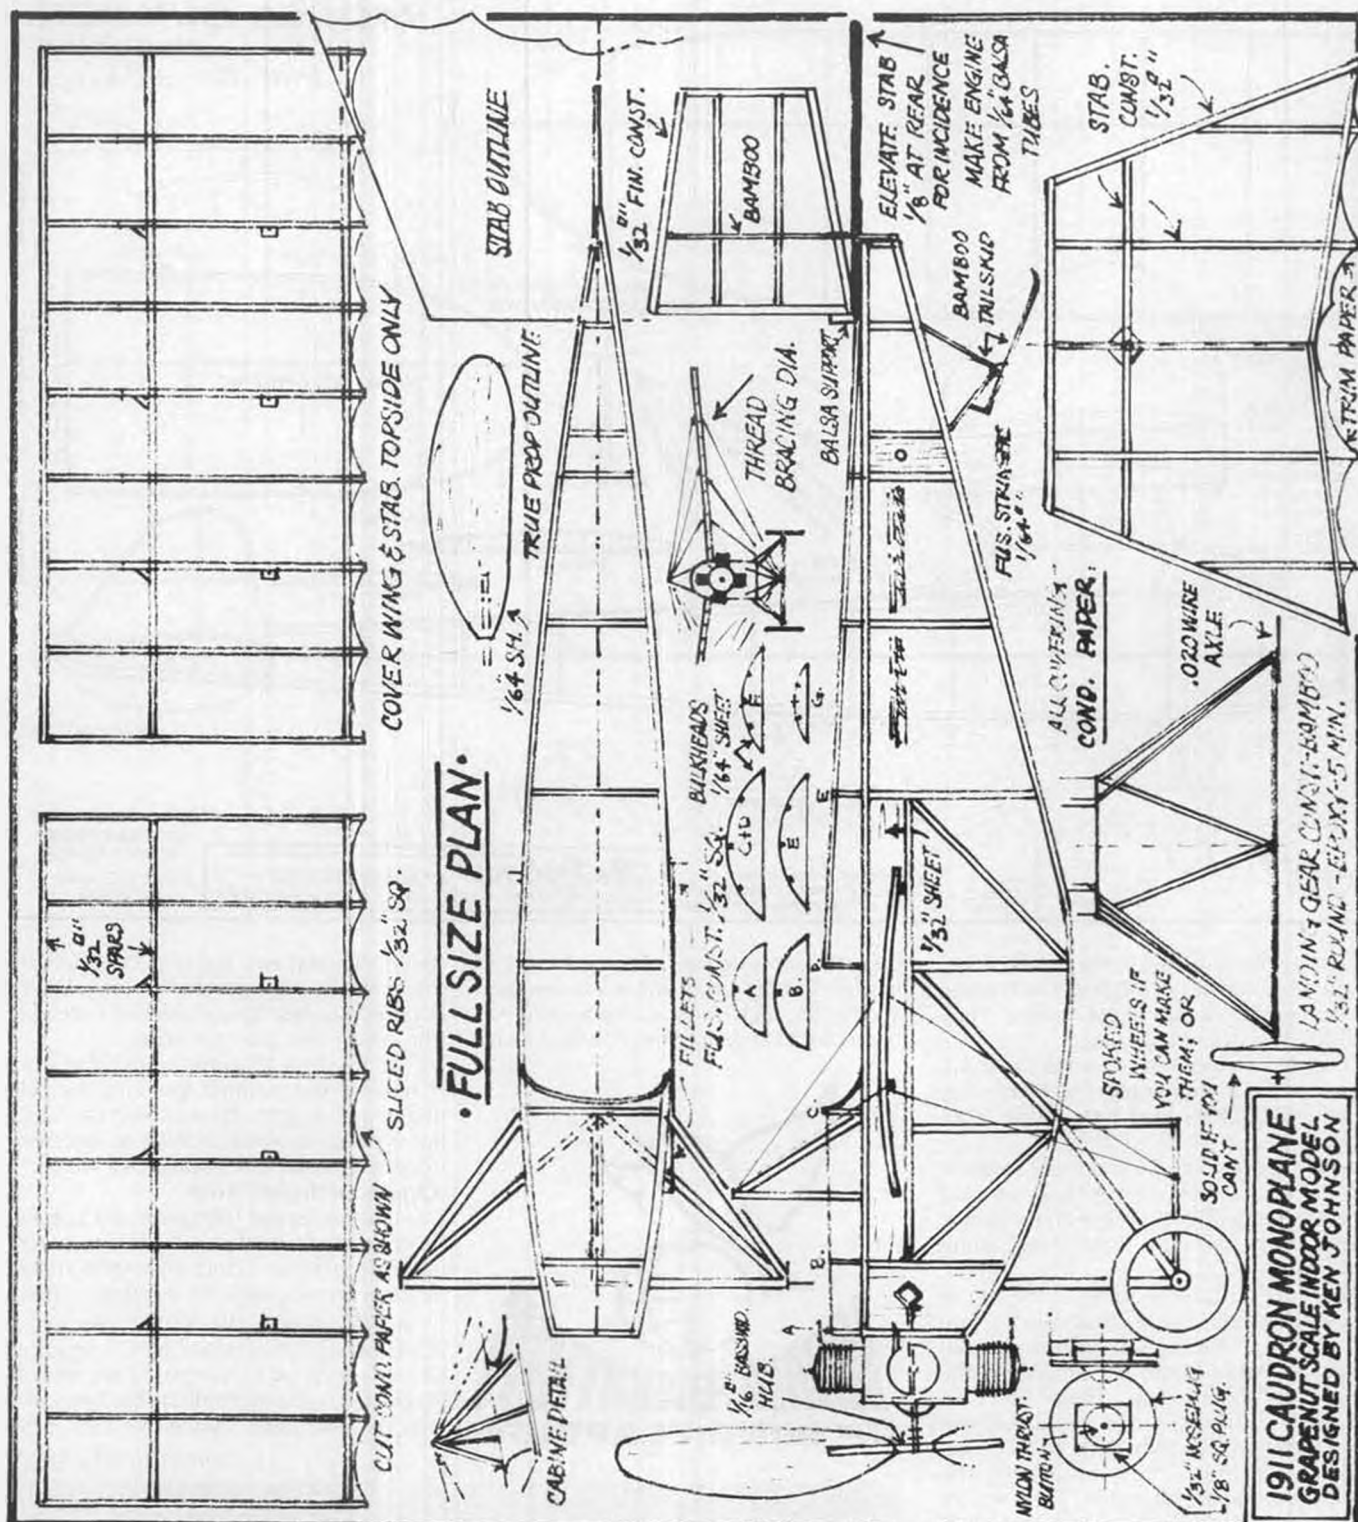 STAB OUTLINE
1/32 □" FIN. CONST.
BAMBOO
ELEVATE STAB
1/8" AT REAR
FOR INCIDENCE
MAKE ENGINE
FROM 1/64" BALSA
TUBES
STAB.
CONST.
1/32 □"
COVER WING & STAB. TOPSIDE ONLY
TRUE PROP OUTLINE
1/64" SH.
THREAD
BRACING DIA.
BALSA SUPPORT
BAMBOO
TAILSKID
FUS. STRINGER
1/64"
TRIM PAPER
ALL COVERING
COND. PAPER
.020 WIRE
AXLE
•FULL SIZE PLAN•
BULKHEADS
1/64" SHEET
A
B
C+D
E
F
G.
1/32 □"
SPARS
SLICED RIBS 1/32" SQ
FILLETS
FUS. CONST. 1/32" SQ.
1/32" SHEET
A
B
C
D
E
LANDING GEAR CONST.-BAMBOO
1/32 ROUND-EPOXY-5 MIN.
SPOKED
WHEELS IF
YOU CAN MAKE
THEM; OR
SOLID IF YOU
CAN'T
CUT COND. PAPER AS SHOWN
CABINE DETAIL
1/16 □" BASSWD.
NYLON THRUST
BUTTON
1/32" NOSEPLUG
1/8" SQ. PLUG.
1911 CAUDRON MONOPLANE
GRAPENUT SCALE INDOOR MODEL
DESIGNED BY KEN JOHNSON